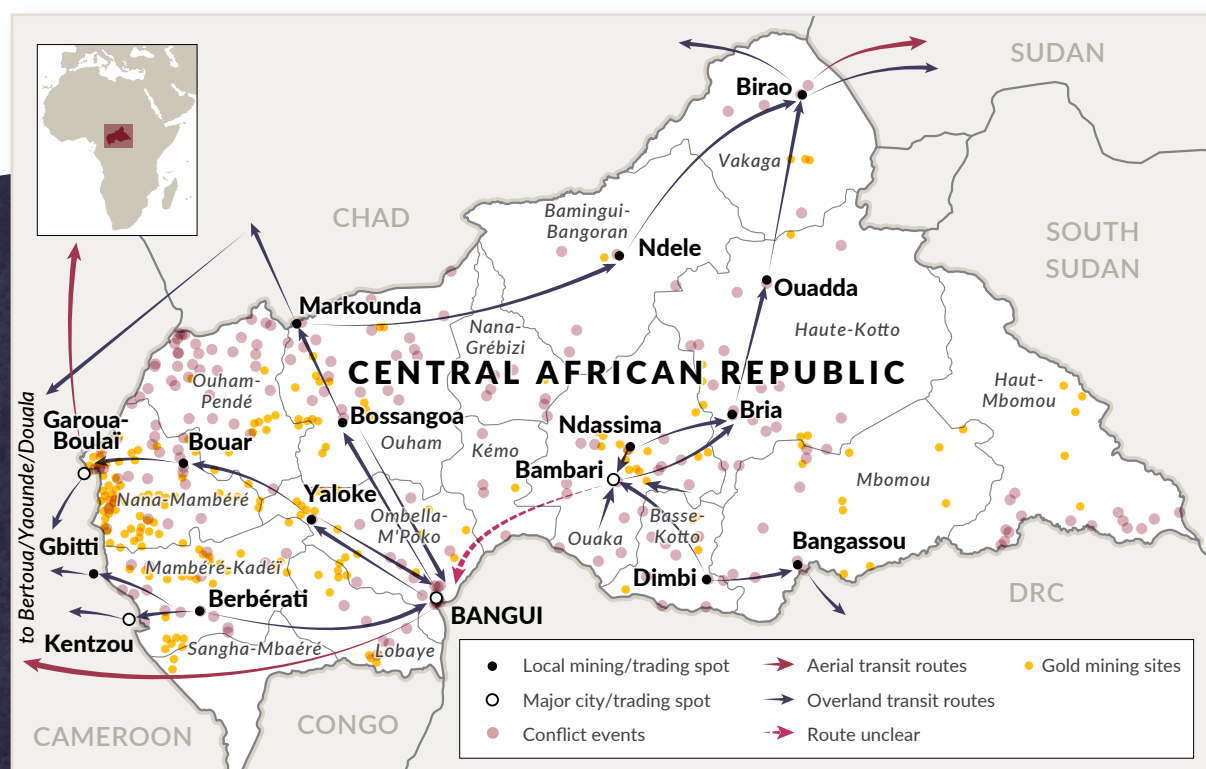 SUDAN
Birao
Vakaga
CHAD
Bamingui-
Bangoran
Ndele
SOUTH
SUDAN
Ouadda
Markounda
Haute-Kotto
Nana-
Grébizi
CENTRAL AFRICAN REPUBLIC
Ouham-
Pendé
Haut-
Mbomou
to Bertoua/Yaounde/Douala
Garoua-
Boulaï
Bossangoa
Bria
Ndassima
Bouar
Ouham
Kémo
Bambari
Mbomou
Nana-Mambéré
Yaloke
Ombella-
M'Poko
Basse-
Kotto
Ouaka
Gbitti
Bangassou
Mambéré-Kadéï
Dimbi
DRC
Berbérati
BANGUI
Kentzou
Sangha-Mbaéré
Lobaye
CAMEROON
CONGO
Local mining/trading spot
Aerial transit routes
Gold mining sites
Major city/trading spot
Overland transit routes
Conflict events
Route unclear